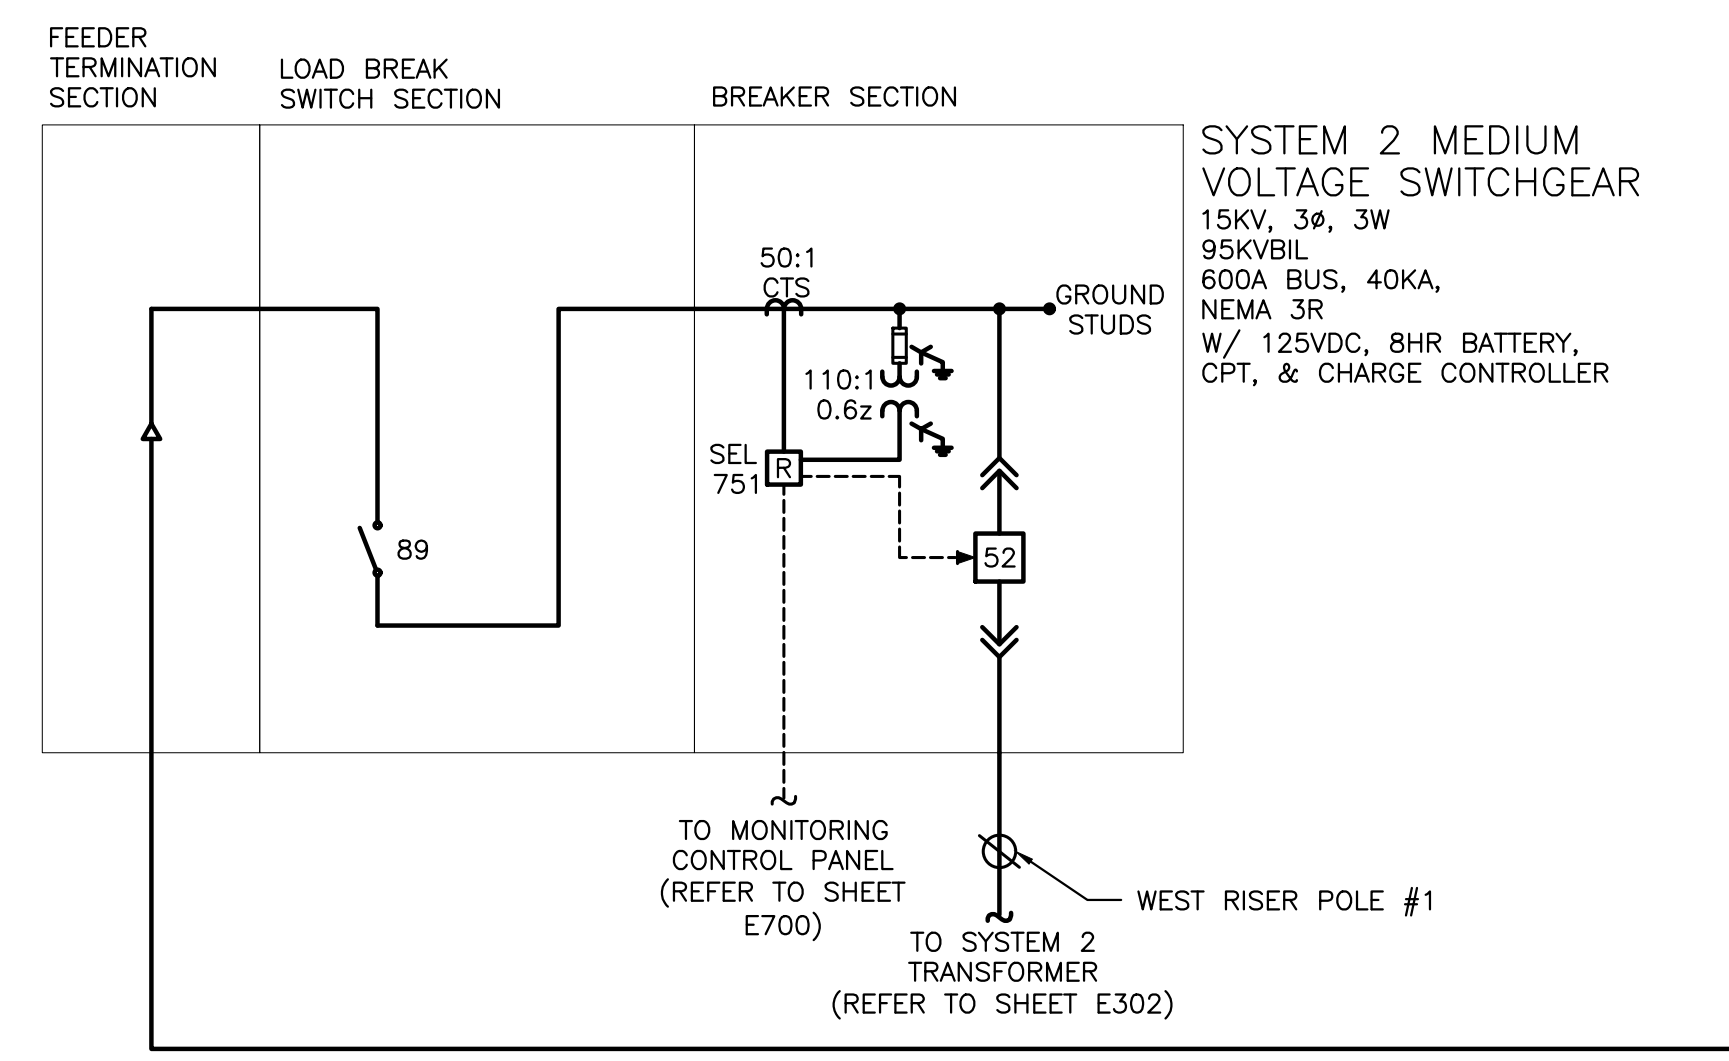 FEEDER
TERMINATION
SECTION
LOAD BREAK
SWITCH SECTION
BREAKER SECTION
SYSTEM 2 MEDIUM
VOLTAGE SWITCHGEAR
15KV, 3ø, 3W
95KVBIL
600A BUS, 40KA,
NEMA 3R
W/ 125VDC, 8HR BATTERY,
CPT, & CHARGE CONTROLLER
50:1
CTS
GROUND
STUDS
110:1
0.6z
SEL
751
R
89
52
TO MONITORING
CONTROL PANEL
(REFER TO SHEET
E700)
WEST RISER POLE #1
TO SYSTEM 2
TRANSFORMER
(REFER TO SHEET E302)